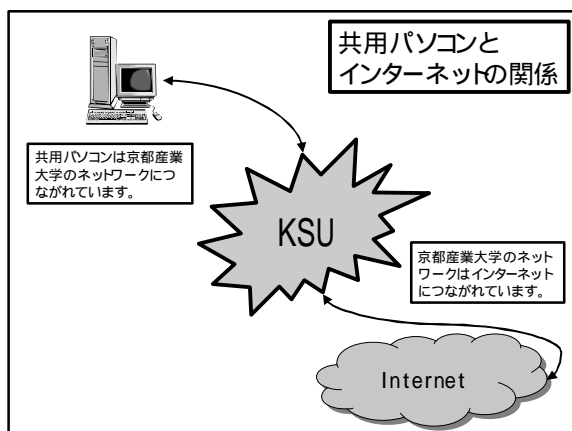 共用パソコンと
インターネットの関係
共用パソコンは京都産業
大学のネットワークにつ
ながれています。
KSU
京都産業大学のネット
ワークはインターネット
につながれています。
Internet